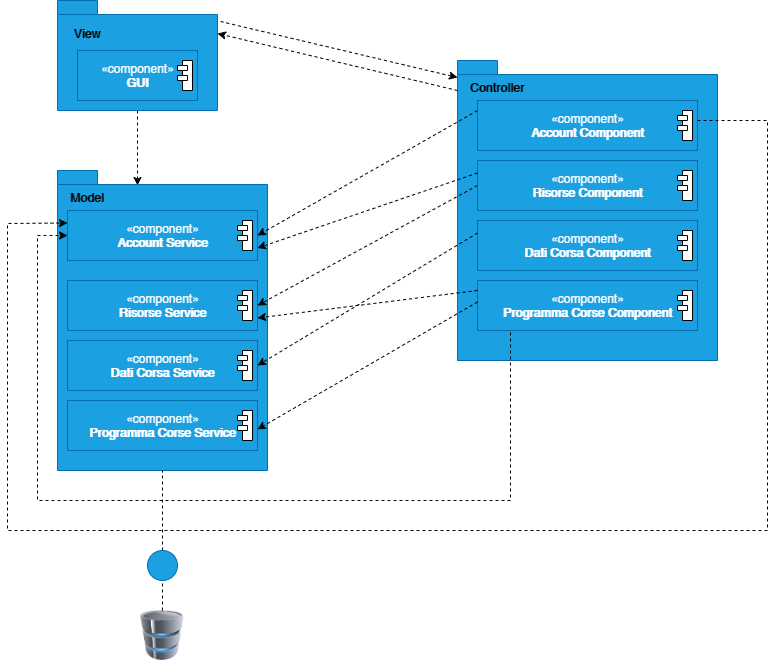 View
«component»
GUI
Controller
«component»
Account Component
«component»
Risorse Component
«component»
Dati Corsa Component
«component»
Programma Corse Component
Model
«component»
Account Service
«component»
Risorse Service
«component»
Dati Corsa Service
«component»
Programma Corse Service